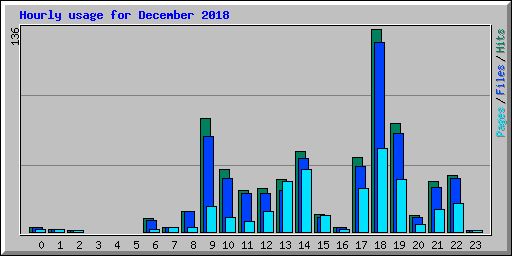 Hourly usage for December 2018
136
Pages/Files/Hits
0 1 2 3 4 5 6 7 8 9 10 11 12 13 14 15 16 17 18 19 20 21 22 23